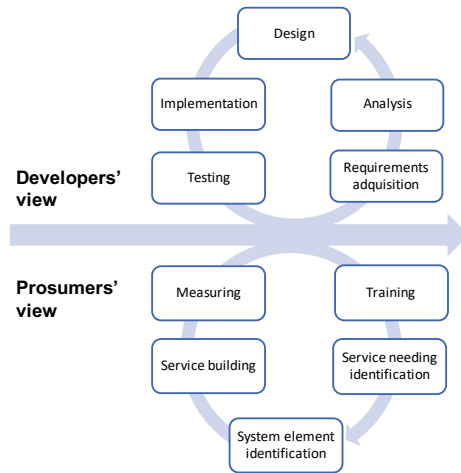 Design
Implementation
Analysis
Testing
Requirements
adquisition
Developers'
view
Prosumers'
view
Measuring
Training
Service building
Service needing
identification
System element
identification